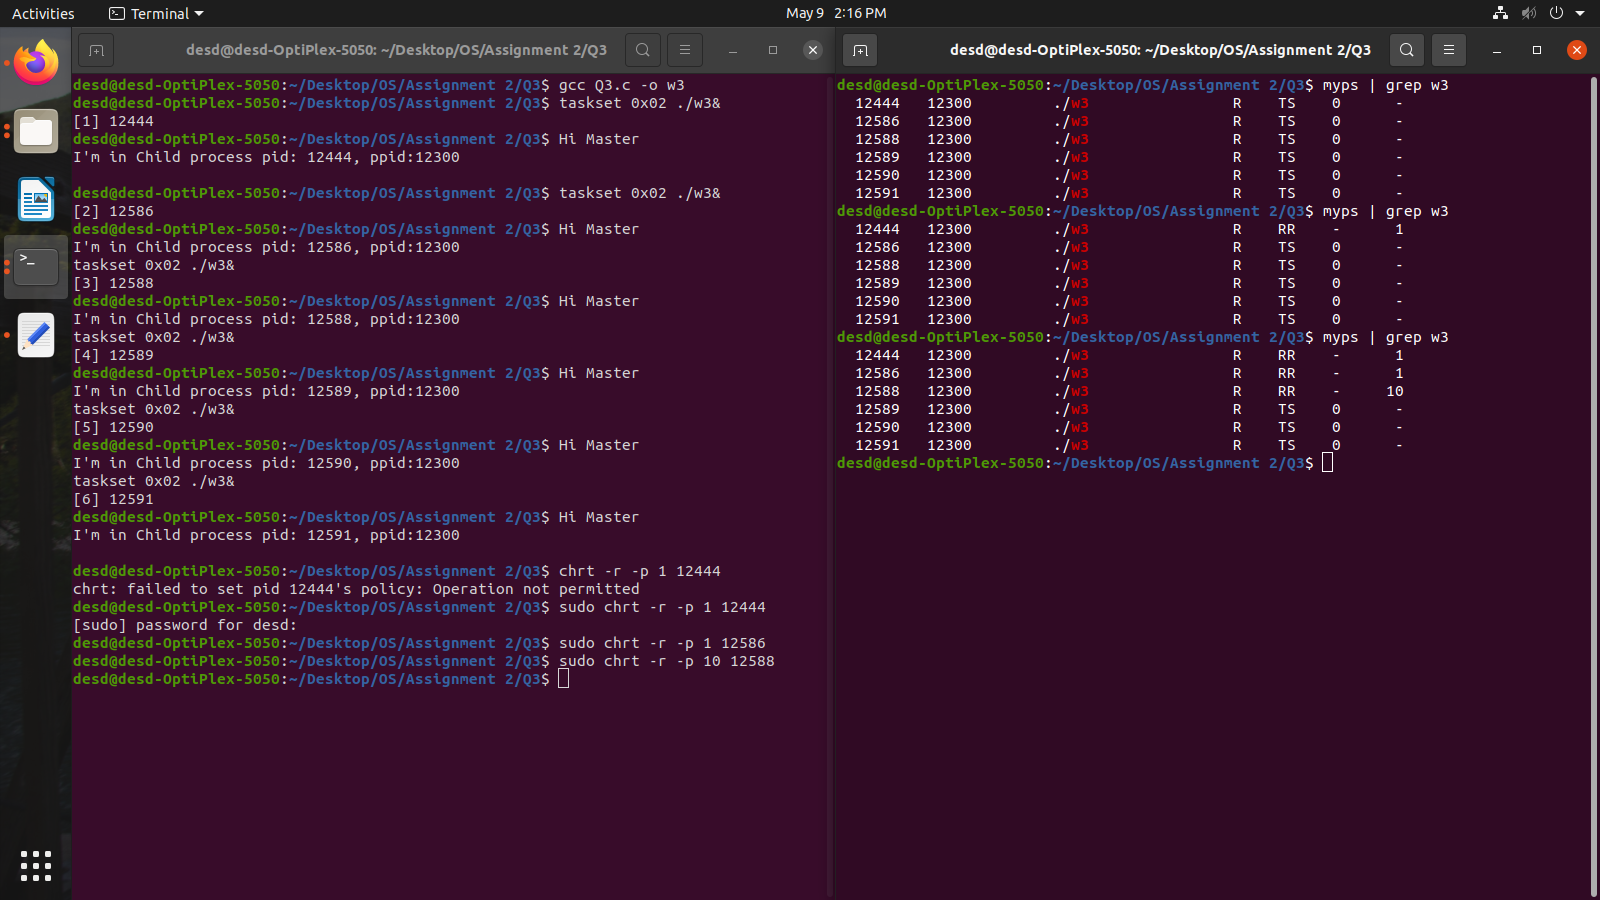 Activities Terminal May 9 2:16 PM
desd@desd-OptiPlex-5050: ~/Desktop/OS/Assignment 2/Q3
desd@desd-OptiPlex-5050:~/Desktop/OS/Assignment 2/Q3$ gcc Q3.c -o w3
desd@desd-OptiPlex-5050:~/Desktop/OS/Assignment 2/Q3$ taskset 0x02 ./w3&
[1] 12444
desd@desd-OptiPlex-5050:~/Desktop/OS/Assignment 2/Q3$ Hi Master
I'm in Child process pid: 12444, ppid:12300
desd@desd-OptiPlex-5050:~/Desktop/OS/Assignment 2/Q3$ taskset 0x02 ./w3&
[2] 12586
desd@desd-OptiPlex-5050:~/Desktop/OS/Assignment 2/Q3$ Hi Master
I'm in Child process pid: 12586, ppid:12300
taskset 0x02 ./w3&
[3] 12588
desd@desd-OptiPlex-5050:~/Desktop/OS/Assignment 2/Q3$ Hi Master
I'm in Child process pid: 12588, ppid:12300
taskset 0x02 ./w3&
[4] 12589
desd@desd-OptiPlex-5050:~/Desktop/OS/Assignment 2/Q3$ Hi Master
I'm in Child process pid: 12589, ppid:12300
taskset 0x02 ./w3&
[5] 12590
desd@desd-OptiPlex-5050:~/Desktop/OS/Assignment 2/Q3$ Hi Master
I'm in Child process pid: 12590, ppid:12300
taskset 0x02 ./w3&
[6] 12591
desd@desd-OptiPlex-5050:~/Desktop/OS/Assignment 2/Q3$ Hi Master
I'm in Child process pid: 12591, ppid:12300
desd@desd-OptiPlex-5050:~/Desktop/OS/Assignment 2/Q3$ chrt -r -p 1 12444
chrt: failed to set pid 12444's policy: Operation not permitted
desd@desd-OptiPlex-5050:~/Desktop/OS/Assignment 2/Q3$ sudo chrt -r -p 1 12444
[sudo] password for desd:
desd@desd-OptiPlex-5050:~/Desktop/OS/Assignment 2/Q3$ sudo chrt -r -p 1 12586
desd@desd-OptiPlex-5050:~/Desktop/OS/Assignment 2/Q3$ sudo chrt -r -p 10 12588
desd@desd-OptiPlex-5050:~/Desktop/OS/Assignment 2/Q3$
desd@desd-OptiPlex-5050: ~/Desktop/OS/Assignment 2/Q3
desd@desd-OptiPlex-5050:~/Desktop/OS/Assignment 2/Q3$ myps | grep w3
12444 12300 ./w3 R TS 0 -
12586 12300 ./w3 R TS 0 -
12588 12300 ./w3 R TS 0 -
12589 12300 ./w3 R TS 0 -
12590 12300 ./w3 R TS 0 -
12591 12300 ./w3 R TS 0 -
desd@desd-OptiPlex-5050:~/Desktop/OS/Assignment 2/Q3$ myps | grep w3
12444 12300 ./w3 R RR - 1
12586 12300 ./w3 R TS 0 -
12588 12300 ./w3 R TS 0 -
12589 12300 ./w3 R TS 0 -
12590 12300 ./w3 R TS 0 -
12591 12300 ./w3 R TS 0 -
desd@desd-OptiPlex-5050:~/Desktop/OS/Assignment 2/Q3$ myps | grep w3
12444 12300 ./w3 R RR - 1
12586 12300 ./w3 R RR - 1
12588 12300 ./w3 R RR - 10
12589 12300 ./w3 R TS 0 -
12590 12300 ./w3 R TS 0 -
12591 12300 ./w3 R TS 0 -
desd@desd-OptiPlex-5050:~/Desktop/OS/Assignment 2/Q3$